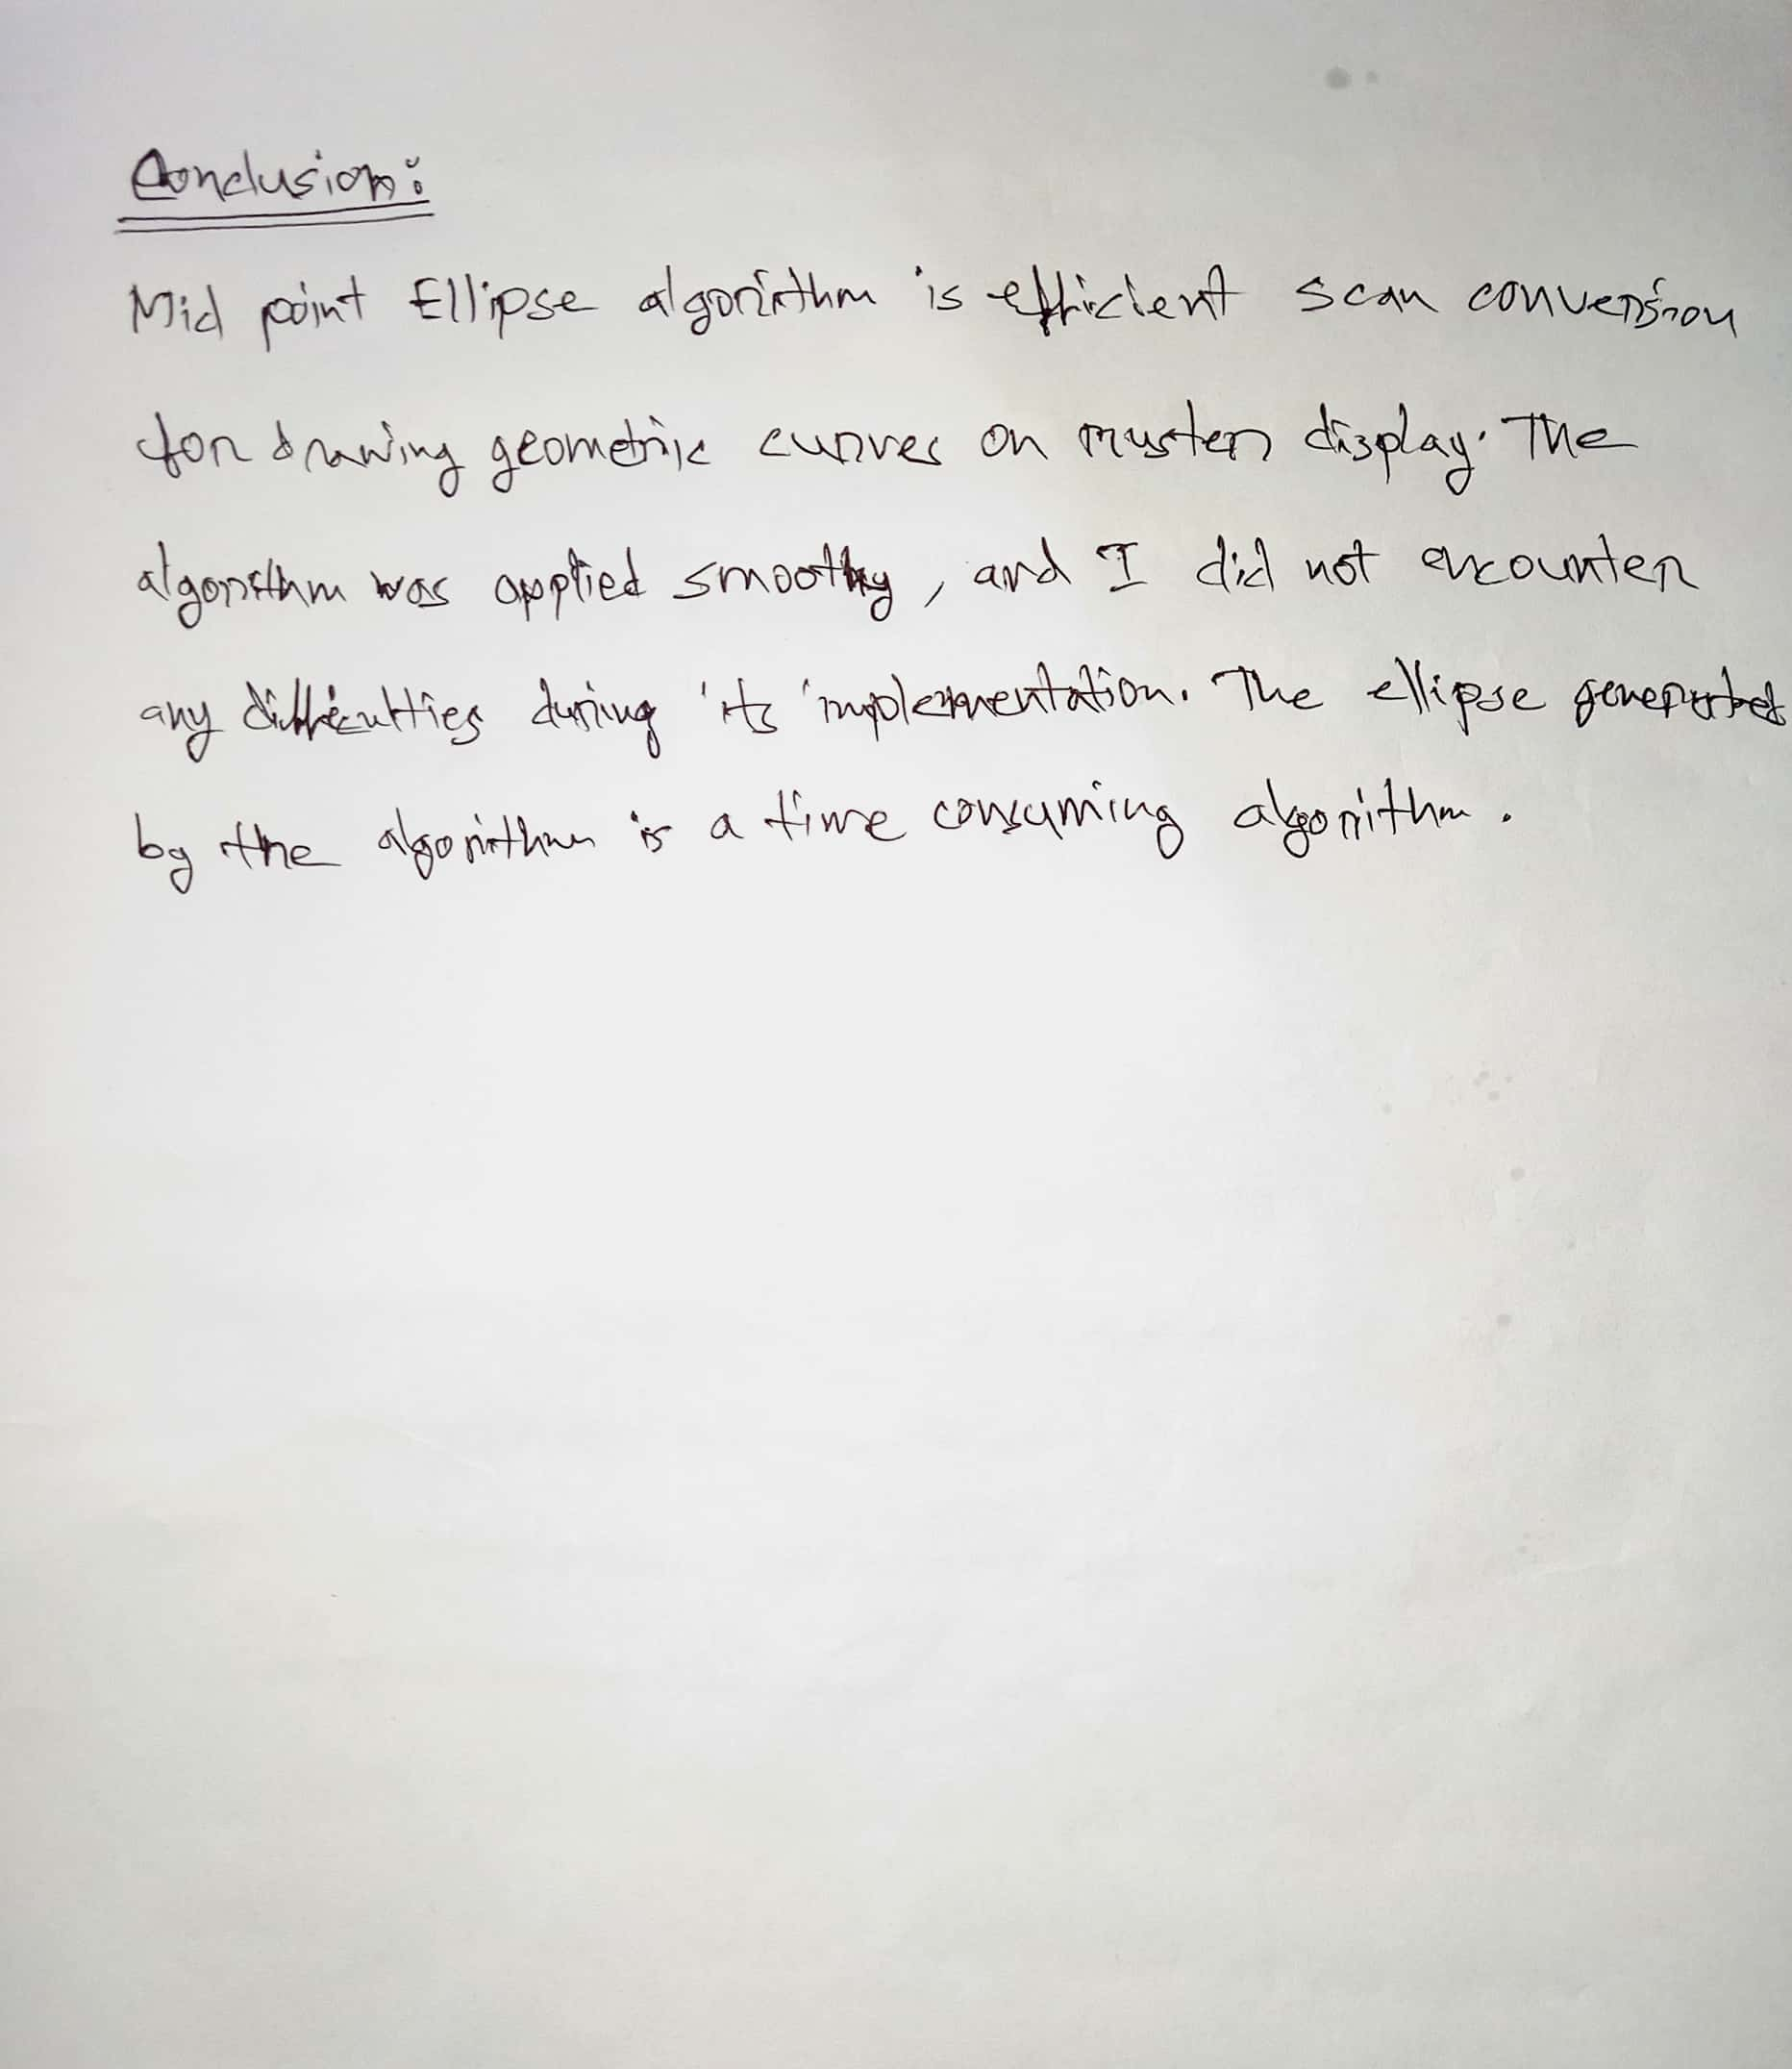 Conclusion:
Mid point Ellipse algorithm is efficient scan conversion
for drawing geometric curves on raster display. The
algorithm was applied smoothly, and I did not encounter
any difficulties during its implementation. The ellipse generated
by the algorithm is a time consuming algorithm.